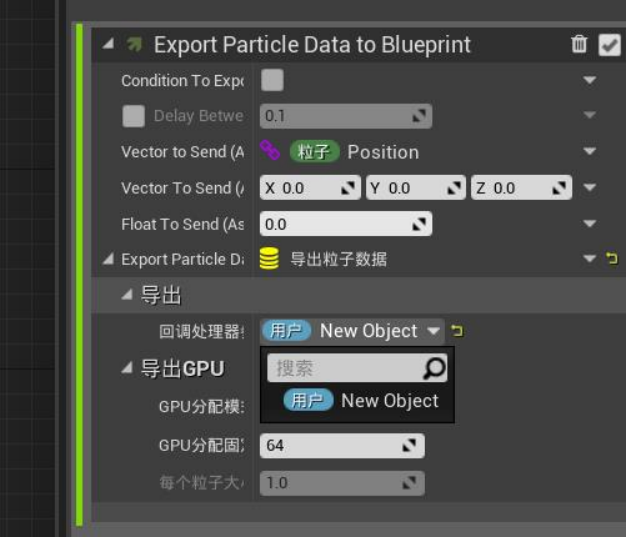 Export Particle Data to Blueprint
Condition To Expo
Delay Betwe 0.1
Vector to Send (A 粒子 Position
Vector To Send (A X 0.0 Y 0.0 Z 0.0
Float To Send (As 0.0
Export Particle Da 导出粒子数据
导出
回调处理器 用户 New Object
搜索
导出GPU
用户 New Object
GPU分配模
GPU分配固 64
每个粒子大 1.0